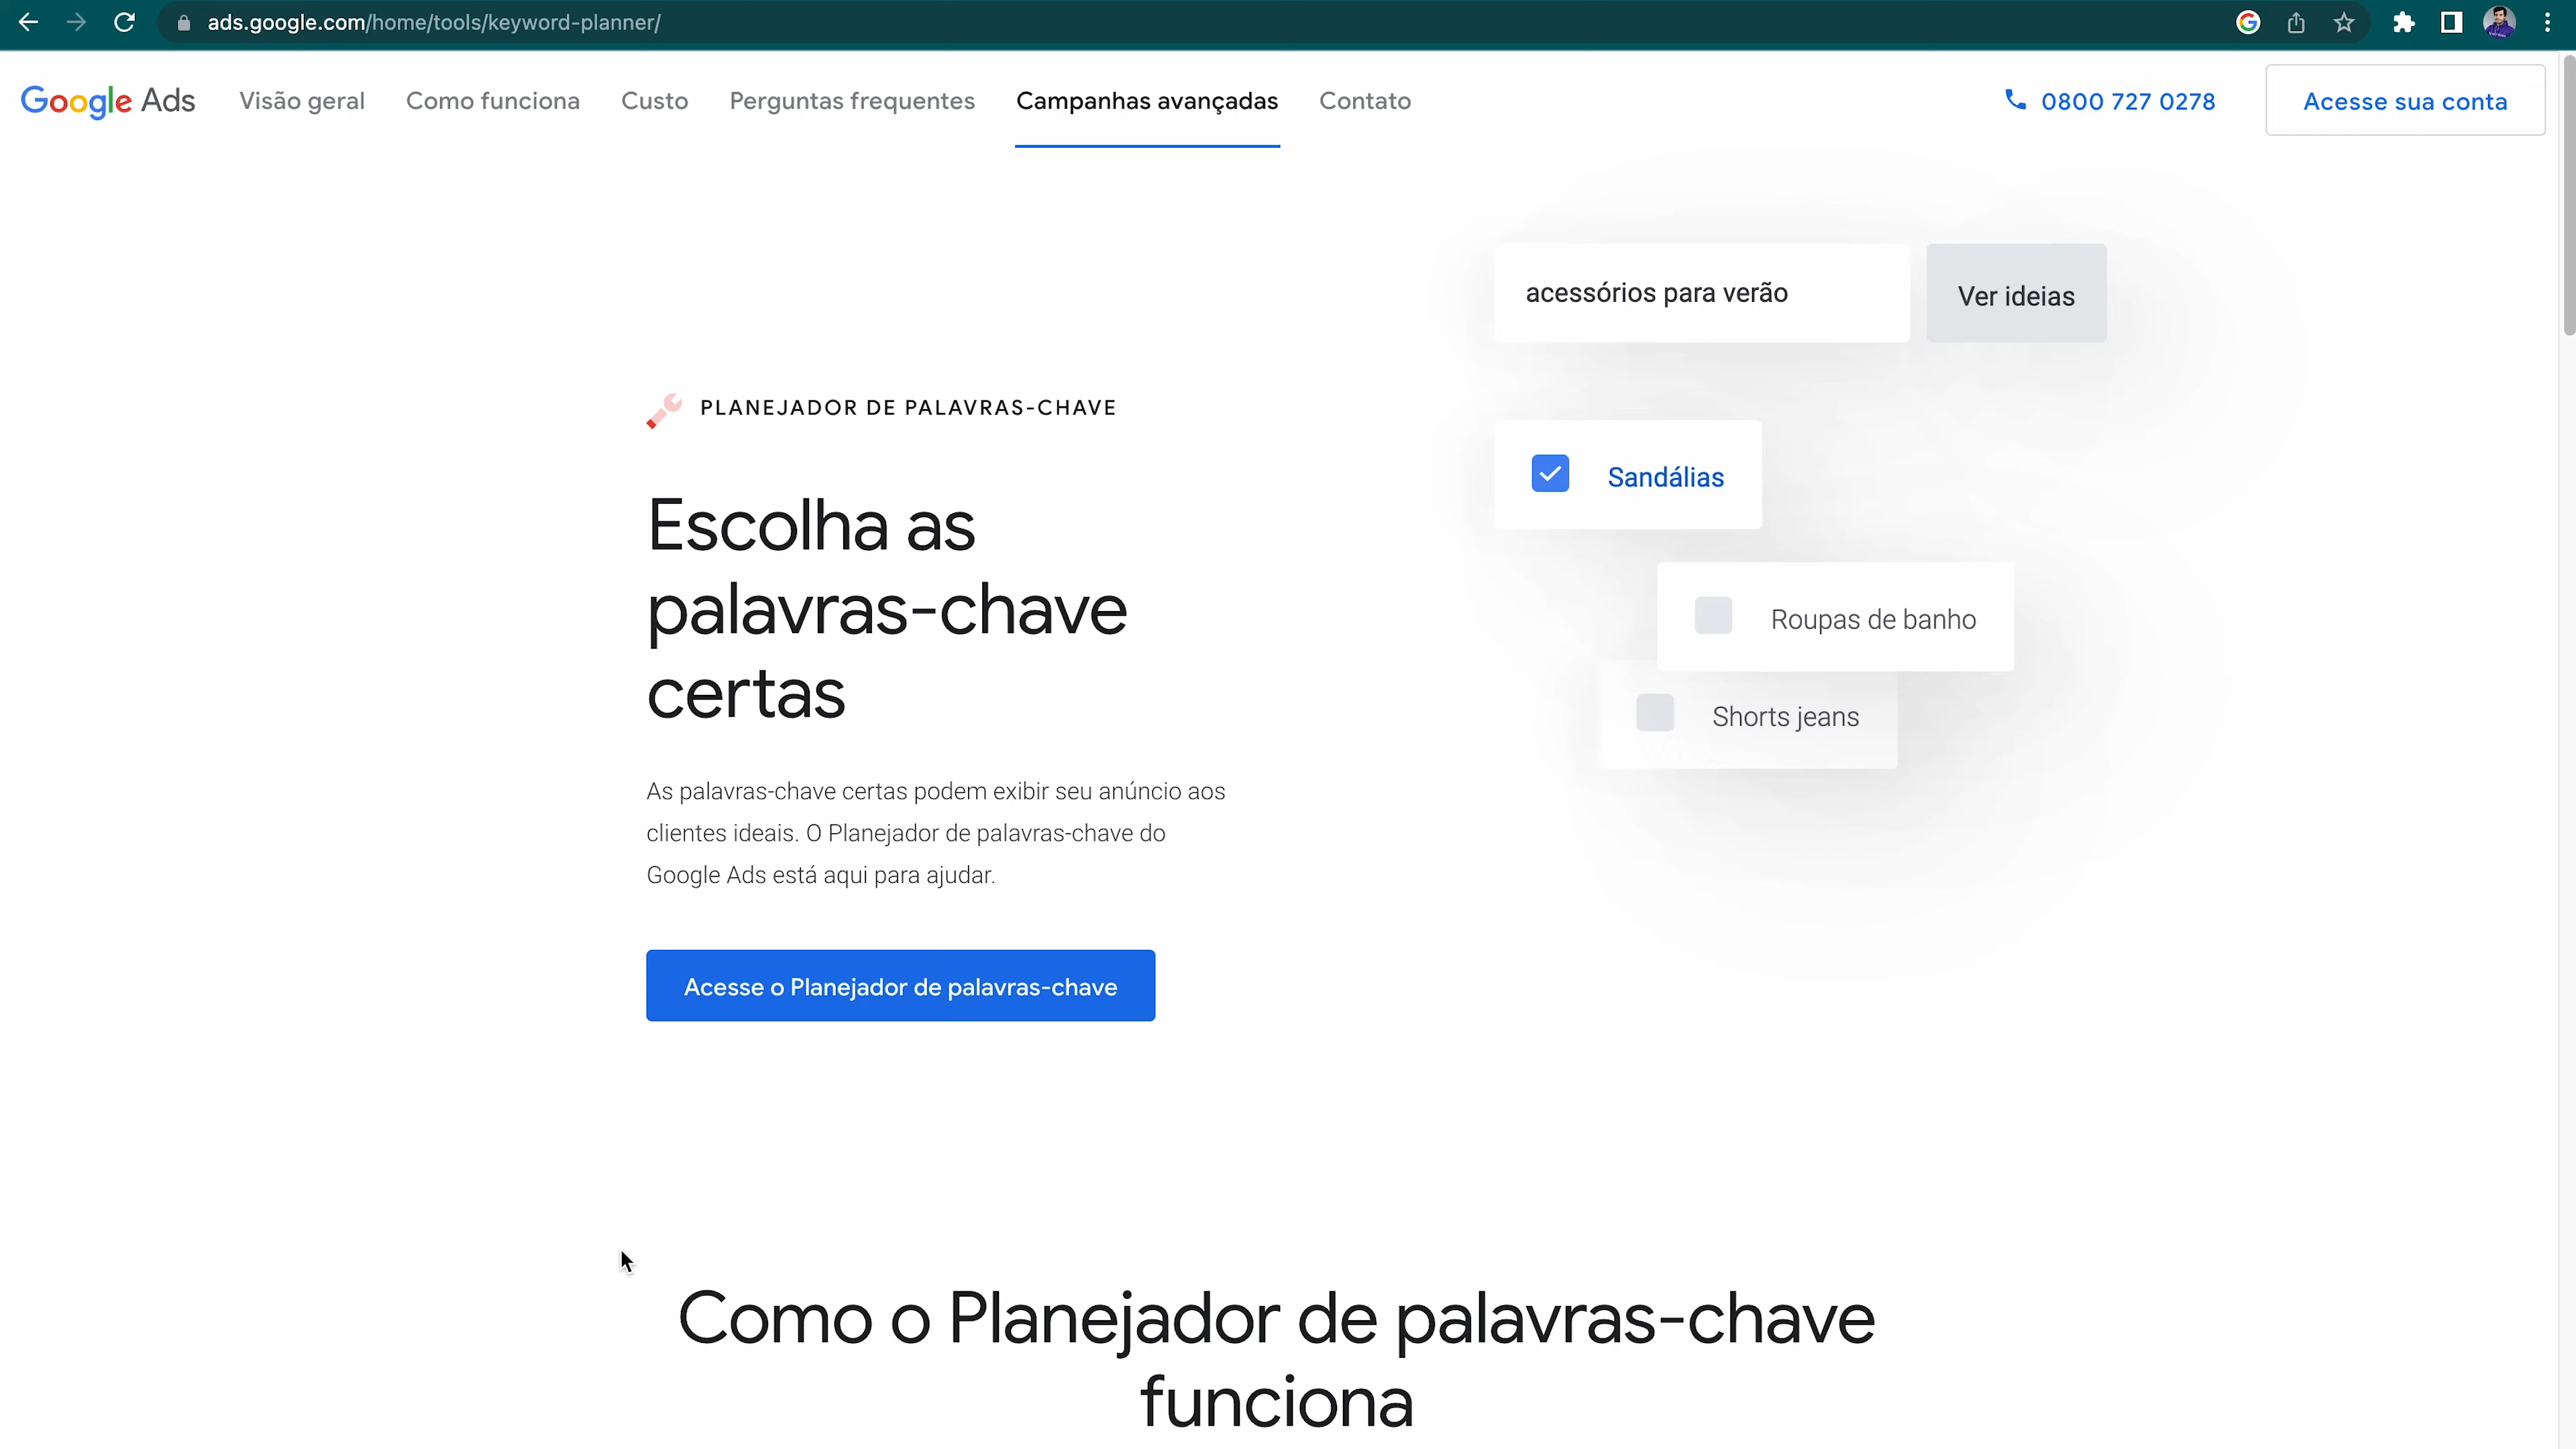 ads.google.com/home/tools/keyword-planner/
Google Ads
Visão geral
Como funciona
Custo
Perguntas frequentes
Campanhas avançadas
Contato
0800 727 0278
Acesse sua conta
acessórios para verão
Ver ideias
Sandálias
Roupas de banho
Shorts jeans
PLANEJADOR DE PALAVRAS-CHAVE
Escolha as
palavras-chave
certas
As palavras-chave certas podem exibir seu anúncio aos
clientes ideais. O Planejador de palavras-chave do
Google Ads está aqui para ajudar.
Acesse o Planejador de palavras-chave
Como o Planejador de palavras-chave
funciona